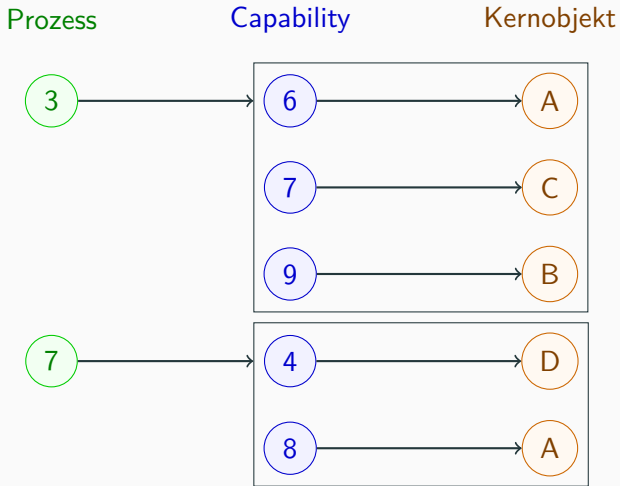 Prozess Capability Kernobjekt
3 6 A
7 C
9 B
7 4 D
8 A